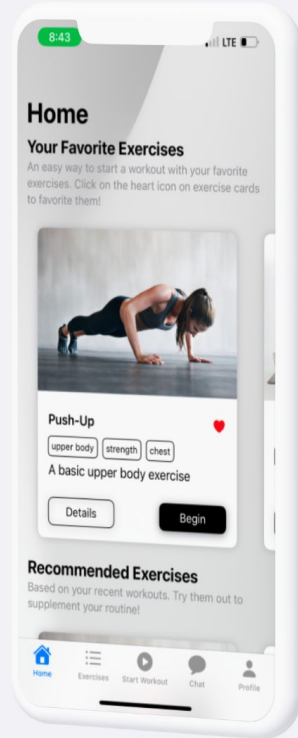 8:43
LTE
Home
Your Favorite Exercises
An easy way to start a workout with your favorite
exercises. Click on the heart icon on exercise cards
to favorite them!
Push-Up
upper body strength chest
A basic upper body exercise
Details Begin
Recommended Exercises
Based on your recent workouts. Try them out to
supplement your routine!
Home Exercises Start Workout Chat Profile